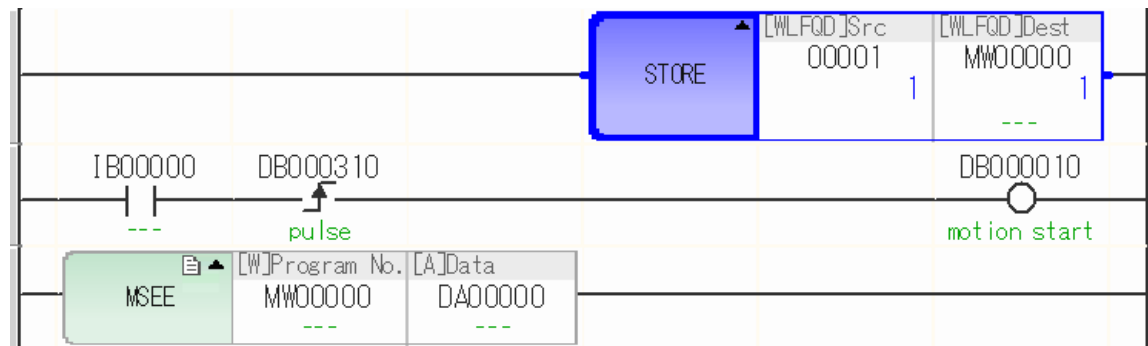 [WLFQD]Src [WLFQD]Dest
STORE 00001 MW00000
1 1
---
IB00000 DB000310 DB000010
--- pulse motion start
[W]Program No. [A]Data
MSEE MW00000 DA00000
--- ---